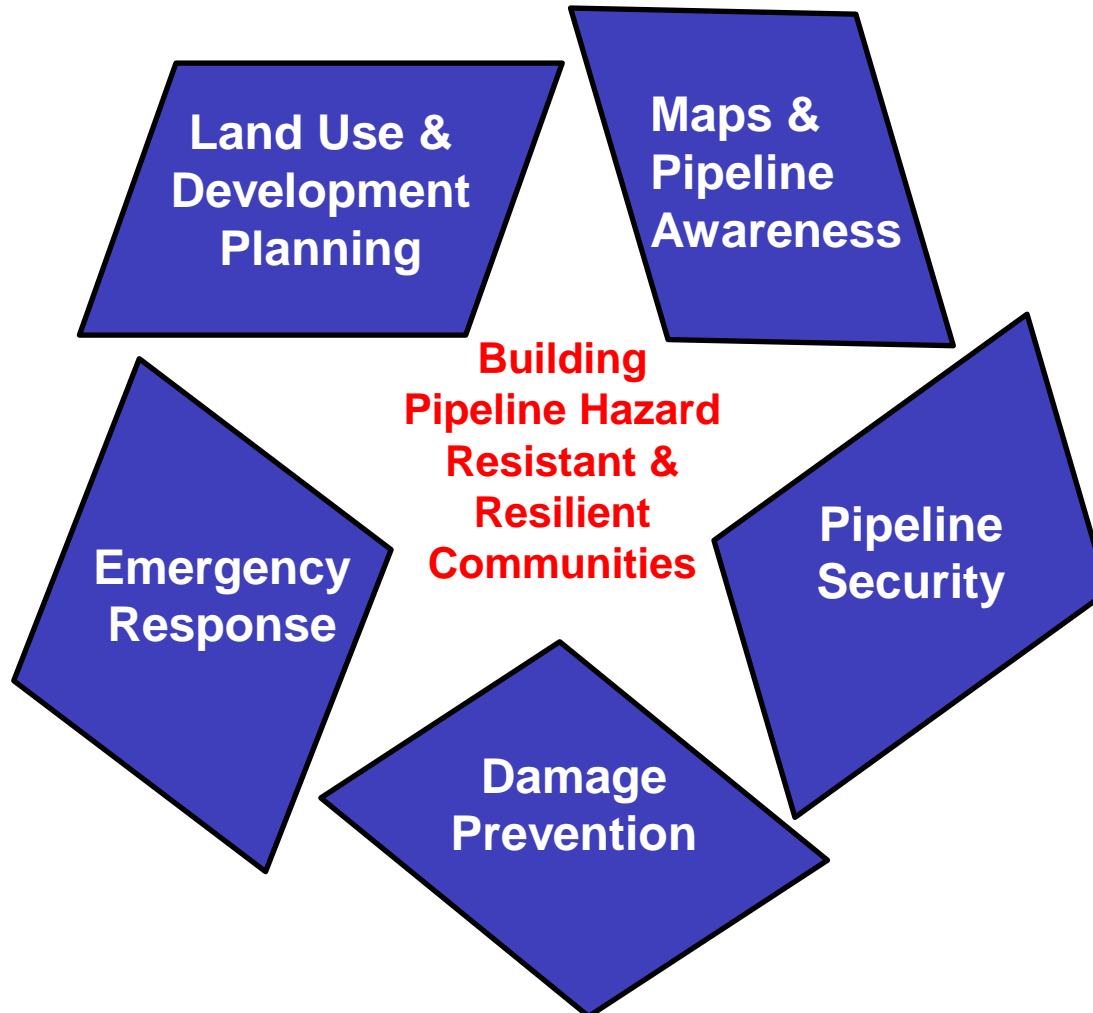 Land Use &
Development
Planning
Maps &
Pipeline
Awareness
Building
Pipeline Hazard
Resistant &
Resilient
Communities
Pipeline
Security
Emergency
Response
Damage
Prevention